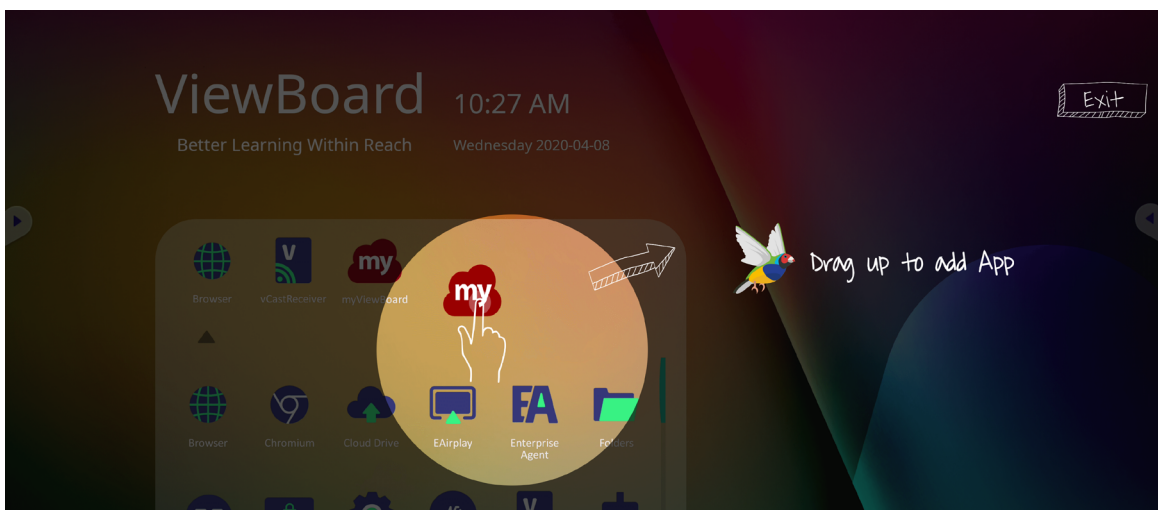 ViewBoard
10:27 AM
Exit
Better Learning Within Reach
Wednesday 2020-04-08
V
my
my
Browser
vCastReceiver
myViewBoard
Drag up to add App
EA
Browser
Chromium
Cloud Drive
EAirplay
Enterprise
Agent
Folders
V